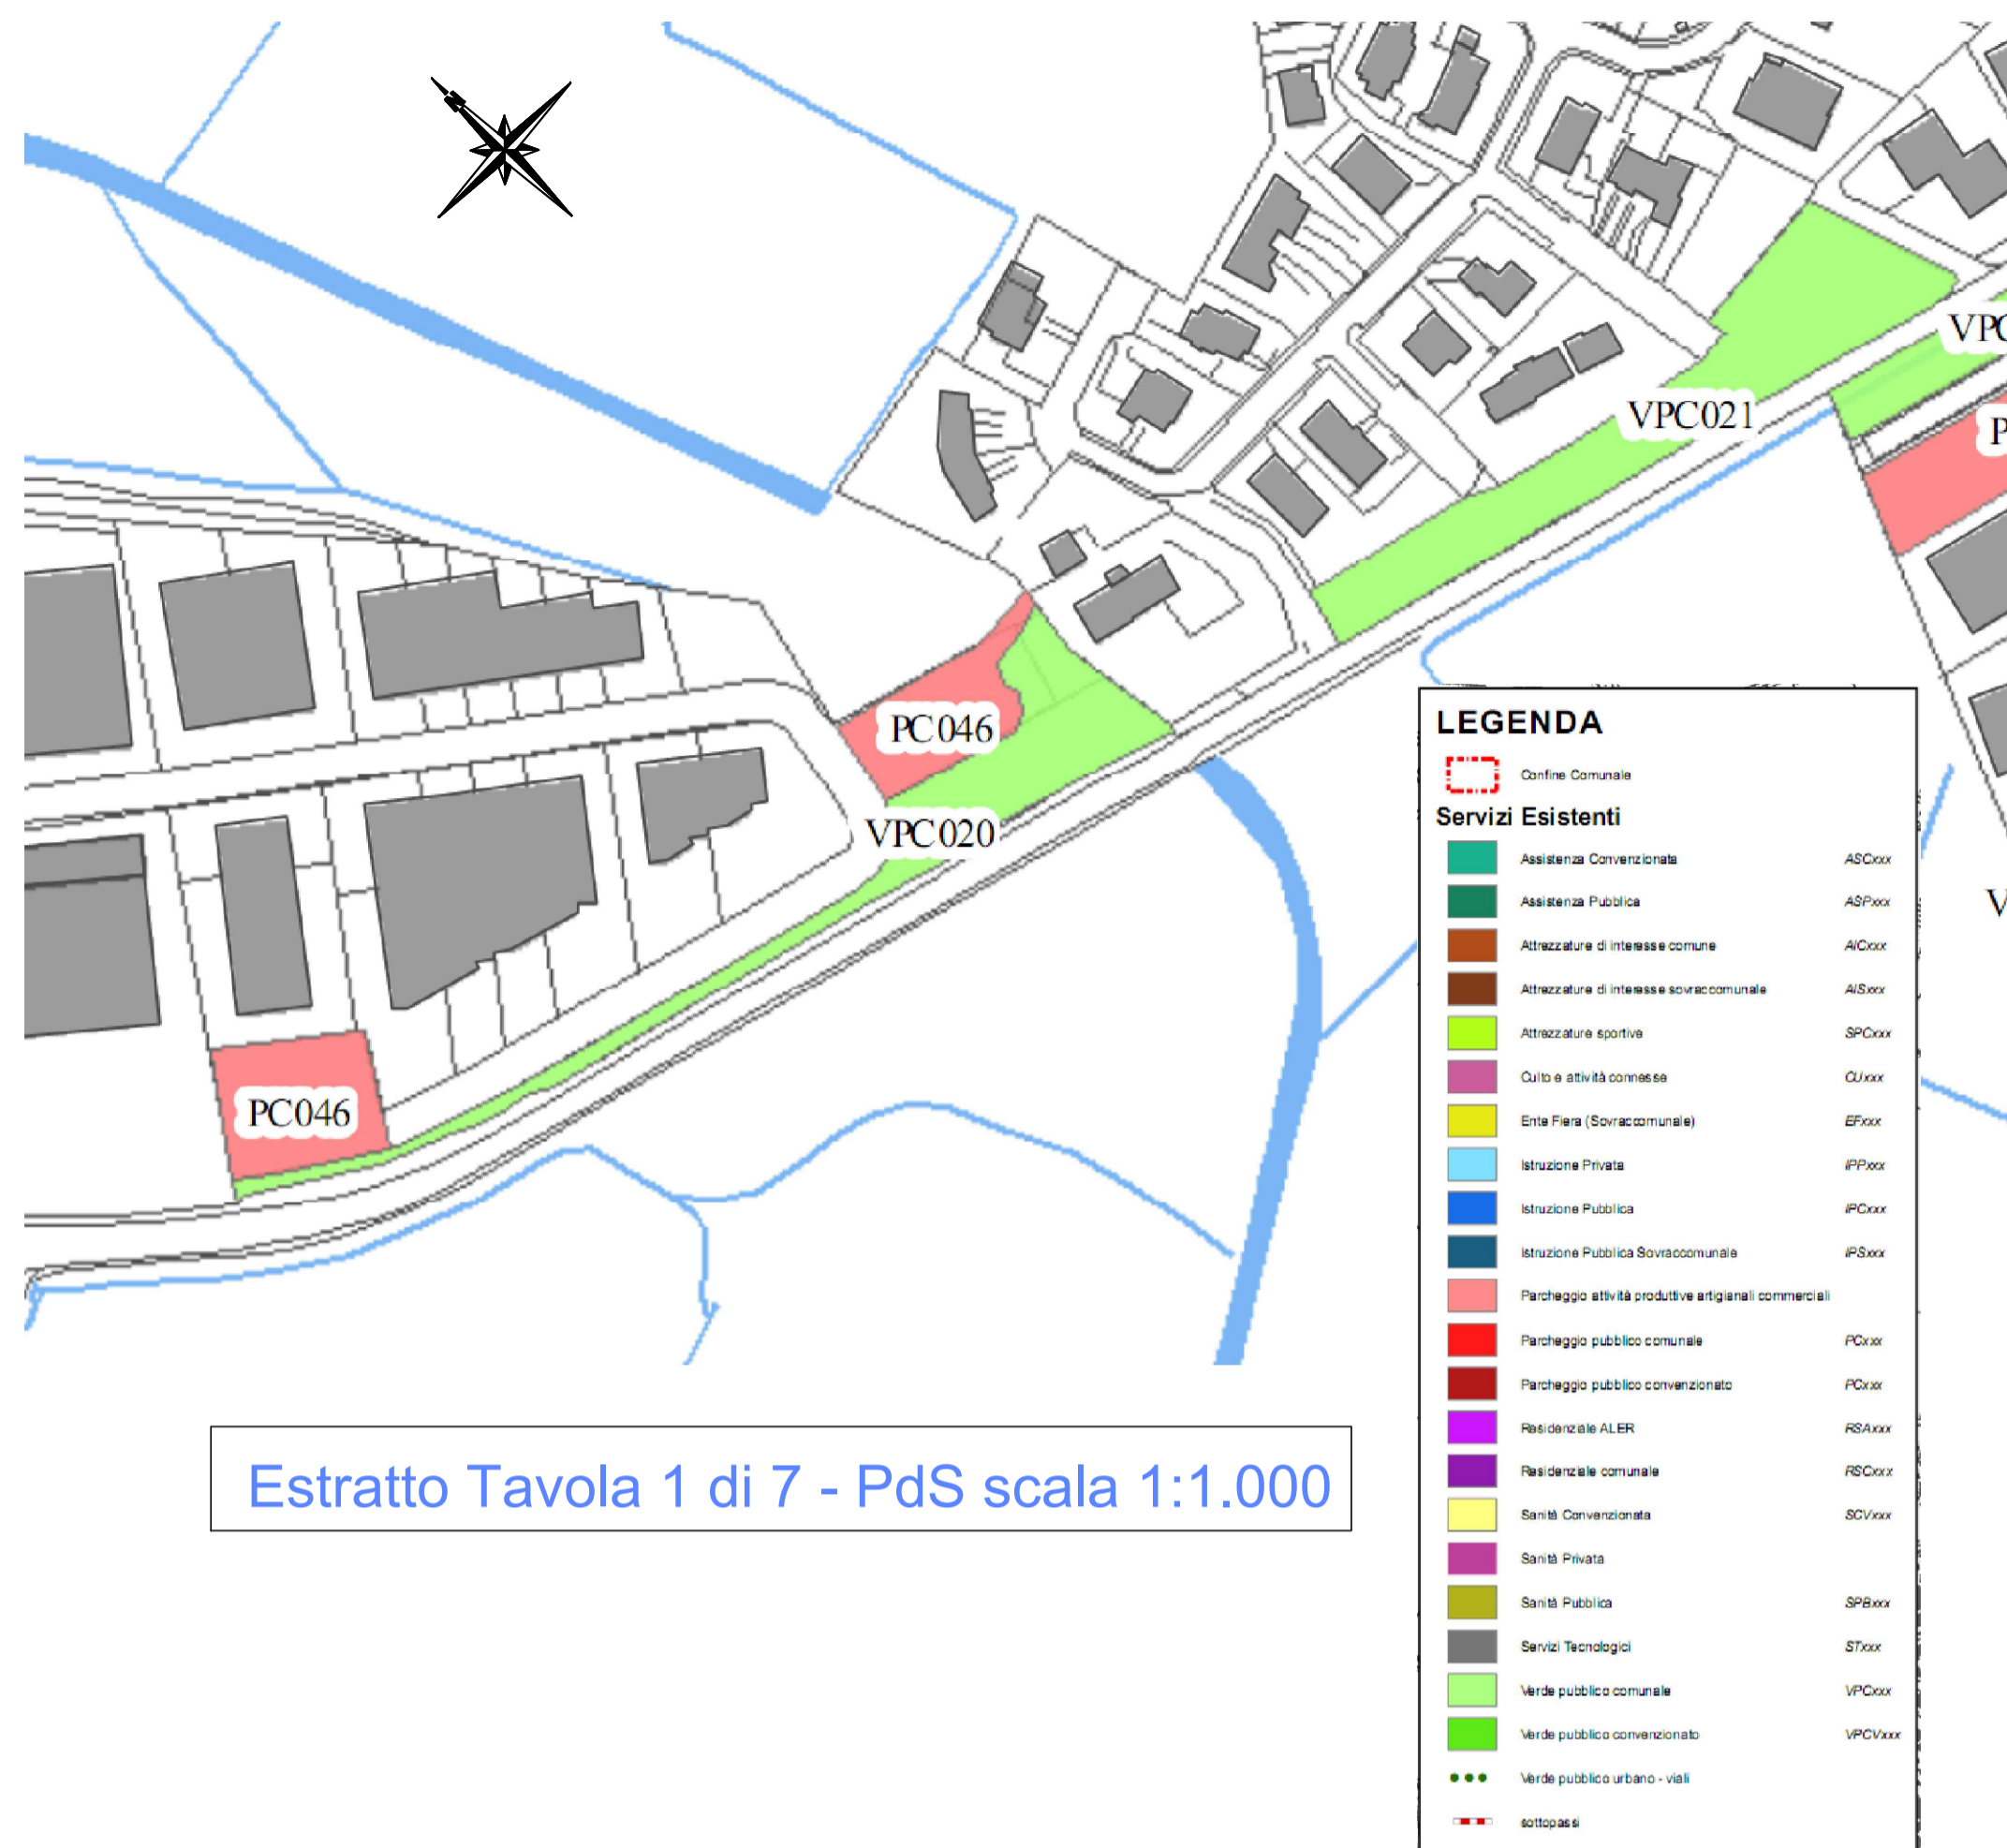 VPC
VPC021
P
PC046
VPC020
V
PC046
LEGENDA
Confine Comunale
Servizi Esistenti
Assistenza Convenzionata ASCxxx
Assistenza Pubblica ASPxxx
Attrezzature di interesse comune AICxxx
Attrezzature di interesse sovraccomunale AISxxx
Attrezzature sportive SPCxxx
Culto e attività connesse CUxxx
Ente Fiera (Sovraccomunale) EFxxx
Istruzione Privata IPPxxx
Istruzione Pubblica IPCxxx
Istruzione Pubblica Sovraccomunale IPSxxx
Parcheggio attività produttive artigianali commerciali
Parcheggio pubblico comunale PCxxx
Parcheggio pubblico convenzionato PCxxx
Residenziale ALER RSAxxx
Residenziale comunale RSCxxx
Sanità Convenzionata SCVxxx
Sanità Privata
Sanità Pubblica SPBxxx
Servizi Tecnologici STxxx
Verde pubblico comunale VPCxxx
Verde pubblico convenzionato VPCVxxx
Verde pubblico urbano - viali
sottopassi
Estratto Tavola 1 di 7 - PdS scala 1:1.000